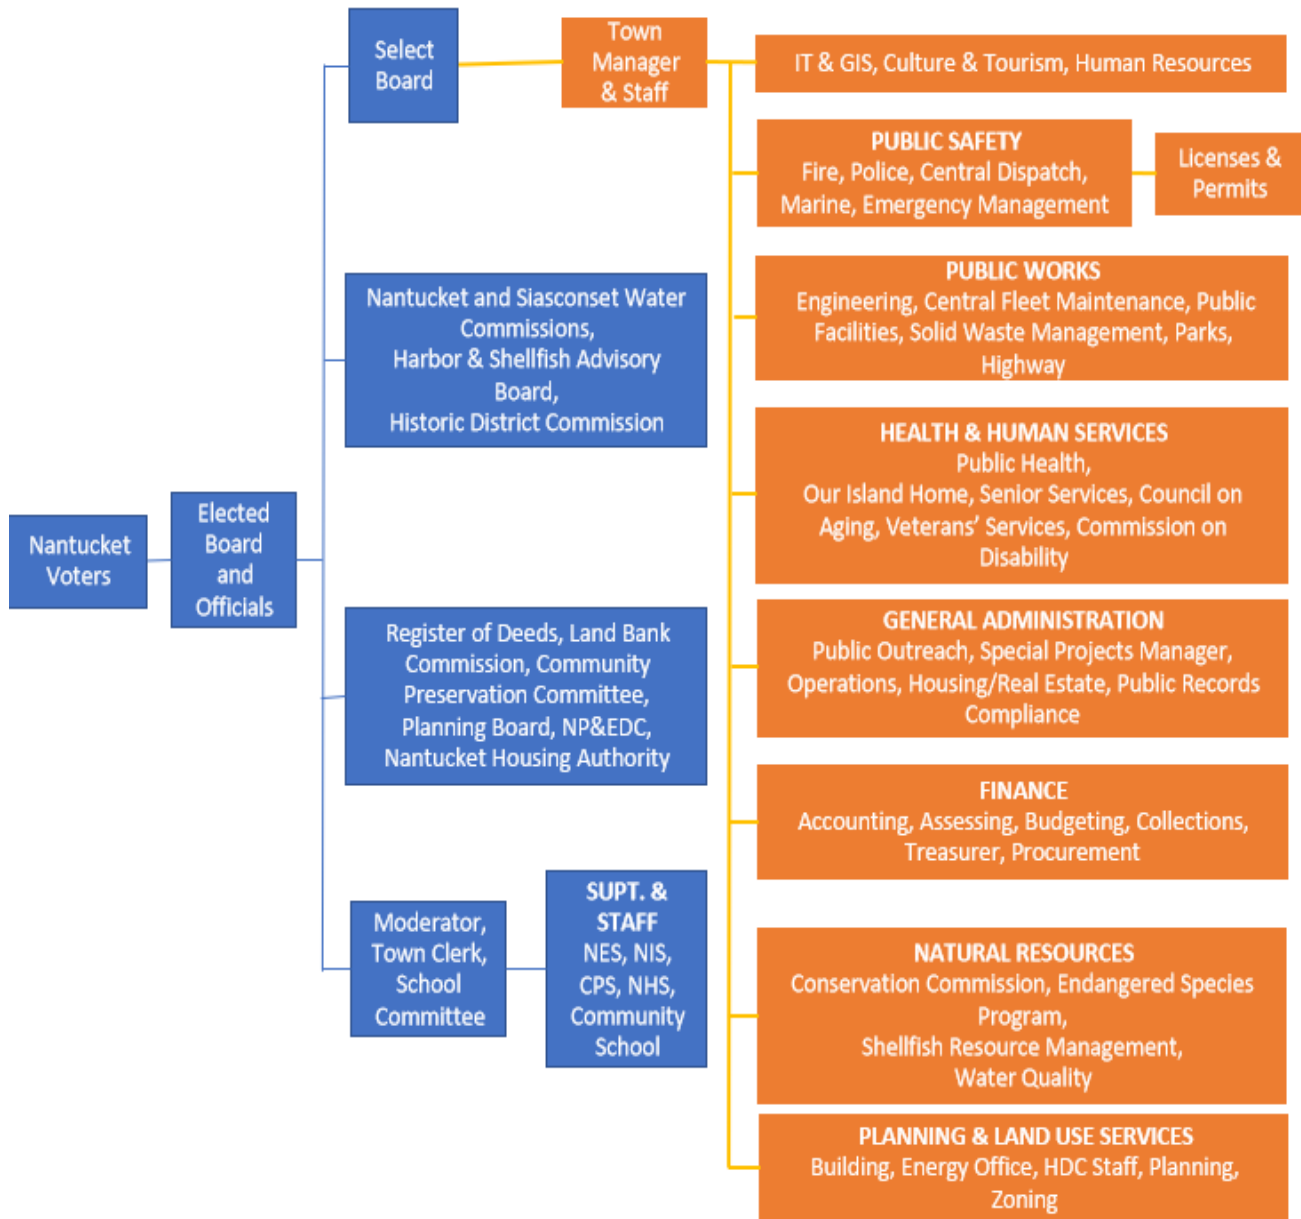 Select
Board
Town
Manager
& Staff
IT & GIS, Culture & Tourism, Human Resources
PUBLIC SAFETY
Fire, Police, Central Dispatch,
Marine, Emergency Management
Licenses &
Permits
PUBLIC WORKS
Engineering, Central Fleet Maintenance, Public
Facilities, Solid Waste Management, Parks,
Highway
Nantucket and Siasconset Water
Commissions,
Harbor & Shellfish Advisory
Board,
Historic District Commission
HEALTH & HUMAN SERVICES
Public Health,
Our Island Home, Senior Services, Council on
Aging, Veterans’ Services, Commission on
Disability
Nantucket
Voters
Elected
Board
and
Officials
Register of Deeds, Land Bank
Commission, Community
Preservation Committee,
Planning Board, NP&EDC,
Nantucket Housing Authority
GENERAL ADMINISTRATION
Public Outreach, Special Projects Manager,
Operations, Housing/Real Estate, Public Records
Compliance
FINANCE
Accounting, Assessing, Budgeting, Collections,
Treasurer, Procurement
Moderator,
Town Clerk,
School
Committee
SUPT. &
STAFF
NES, NIS,
CPS, NHS,
Community
School
NATURAL RESOURCES
Conservation Commission, Endangered Species
Program,
Shellfish Resource Management,
Water Quality
PLANNING & LAND USE SERVICES
Building, Energy Office, HDC Staff, Planning,
Zoning